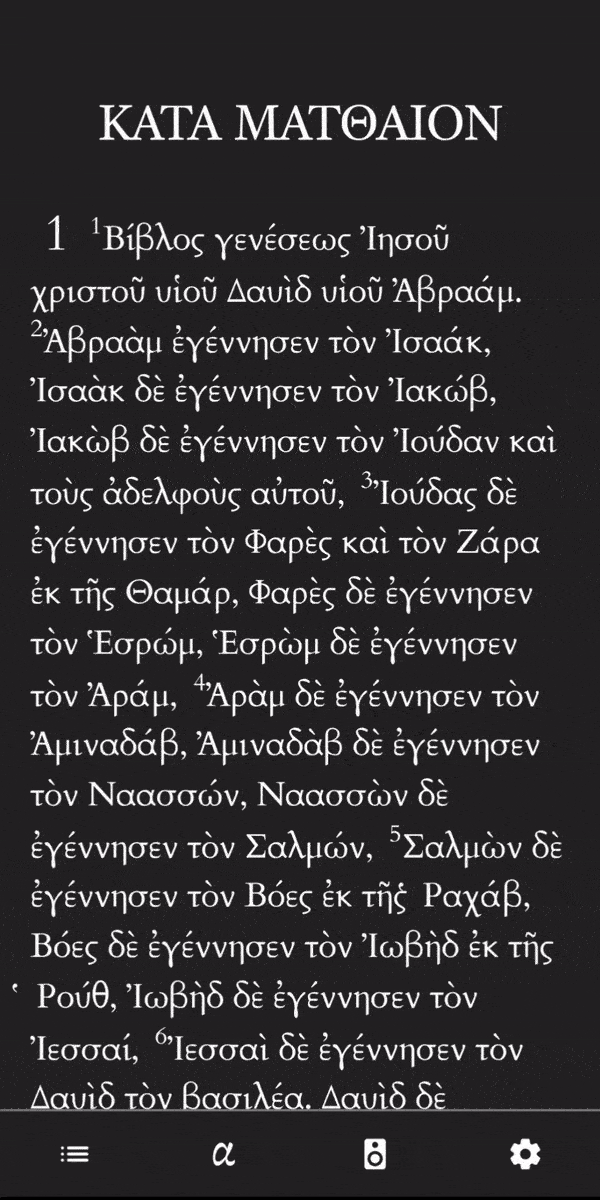 ΚΑΤΑ ΜΑΤΘΑΙΟΝ
1 ¹Βίβλος γενέσεως Ἰησοῦ
χριστοῦ υἱοῦ Δαυὶδ υἱοῦ Ἀβραάμ.
²Ἀβραὰμ ἐγέννησεν τὸν Ἰσαάκ,
Ἰσαὰκ δὲ ἐγέννησεν τὸν Ἰακώβ,
Ἰακὼβ δὲ ἐγέννησεν τὸν Ἰούδαν καὶ
τοὺς ἀδελφοὺς αὐτοῦ, ³Ἰούδας δὲ
ἐγέννησεν τὸν Φαρὲς καὶ τὸν Ζάρα
ἐκ τῆς Θαμάρ, Φαρὲς δὲ ἐγέννησεν
τὸν Ἑσρώμ, Ἑσρὼμ δὲ ἐγέννησεν
τὸν Ἀράμ, ⁴Ἀρὰμ δὲ ἐγέννησεν τὸν
Ἀμιναδάβ, Ἀμιναδὰβ δὲ ἐγέννησεν
τὸν Ναασσών, Ναασσὼν δὲ
ἐγέννησεν τὸν Σαλμών, ⁵Σαλμὼν δὲ
ἐγέννησεν τὸν Βόες ἐκ τῆς Ῥαχάβ,
Βόες δὲ ἐγέννησεν τὸν Ἰωβὴδ ἐκ τῆς
Ῥούθ, Ἰωβὴδ δὲ ἐγέννησεν τὸν
Ἰεσσαί, ⁶Ἰεσσαὶ δὲ ἐγέννησεν τὸν
Δαυὶδ τὸν βασιλέα. Δαυὶδ δὲ
α